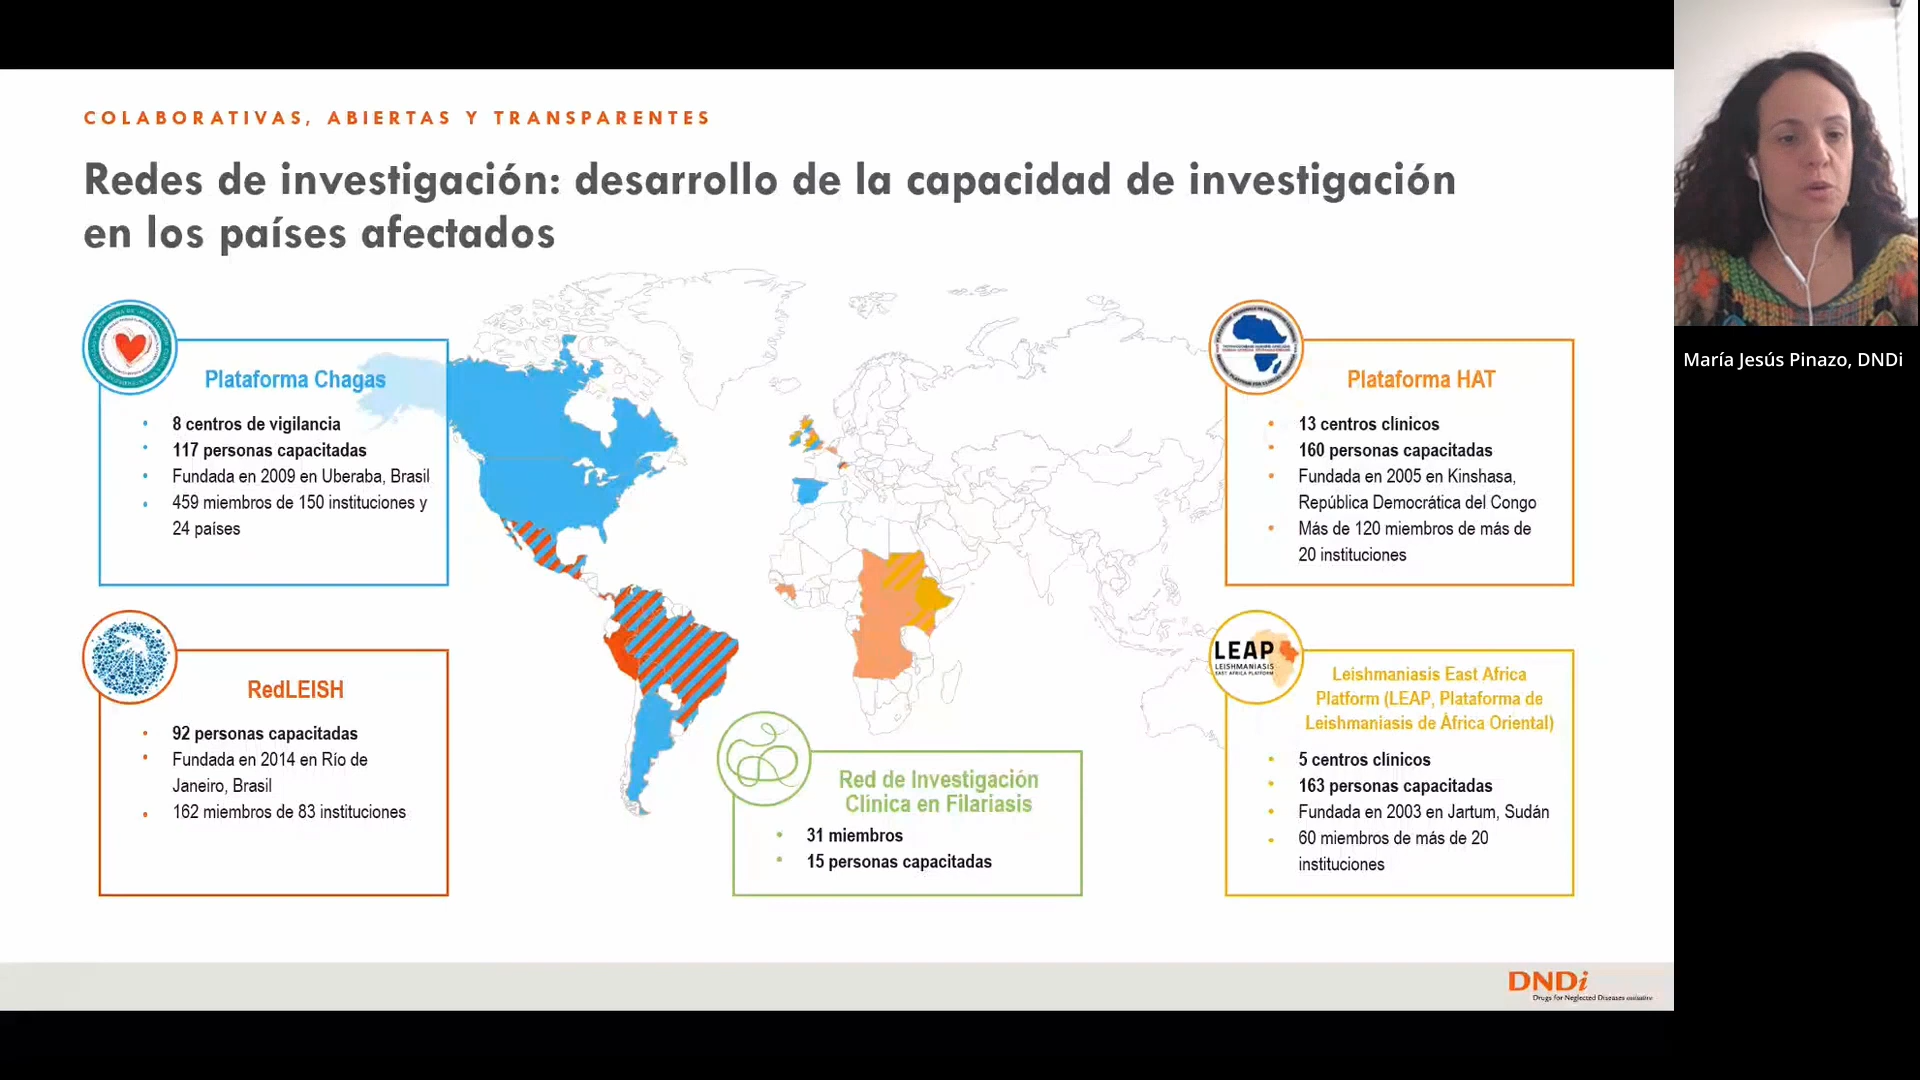 COLABORATIVAS, ABIERTAS Y TRANSPARENTES
Redes de investigación: desarrollo de la capacidad de investigación
en los países afectados
Plataforma Chagas
• 8 centros de vigilancia
• 117 personas capacitadas
• Fundada en 2009 en Uberaba, Brasil
• 459 miembros de 150 instituciones y
24 países
RedLEISH
• 92 personas capacitadas
• Fundada en 2014 en Río de
Janeiro, Brasil
• 162 miembros de 83 instituciones
Red de Investigación
Clínica en Filariasis
• 31 miembros
• 15 personas capacitadas
Plataforma HAT
• 13 centros clínicos
• 160 personas capacitadas
• Fundada en 2005 en Kinshasa,
República Democrática del Congo
• Más de 120 miembros de más de
20 instituciones
LEAP
LEISHMANIASIS
EAST AFRICA PLATFORM
Leishmaniasis East Africa
Platform (LEAP, Plataforma de
Leishmaniasis de África Oriental)
• 5 centros clínicos
• 163 personas capacitadas
• Fundada en 2003 en Jartum, Sudán
• 60 miembros de más de 20
instituciones
DNDi
Drugs for Neglected Diseases initiative
María Jesús Pinazo, DNDi